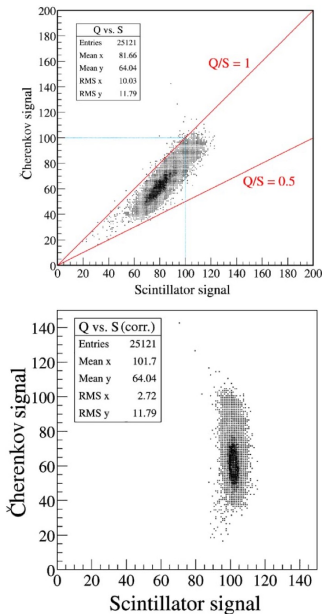 Q vs. S
Entries 25121
Mean x 81.66
Mean y 64.04
RMS x 10.03
RMS y 11.79
Q/S = 1
Q/S = 0.5
200
180
160
140
120
100
80
60
40
20
0
0 20 40 60 80 100 120 140 160 200
Čherenkov signal
Scintillator signal
Q vs. S (corr.)
Entries 25121
Mean x 101.7
Mean y 64.04
RMS x 2.72
RMS y 11.79
140
120
100
80
60
40
20
0
0 20 40 60 80 100 120 140
Čherenkov signal
Scintillator signal